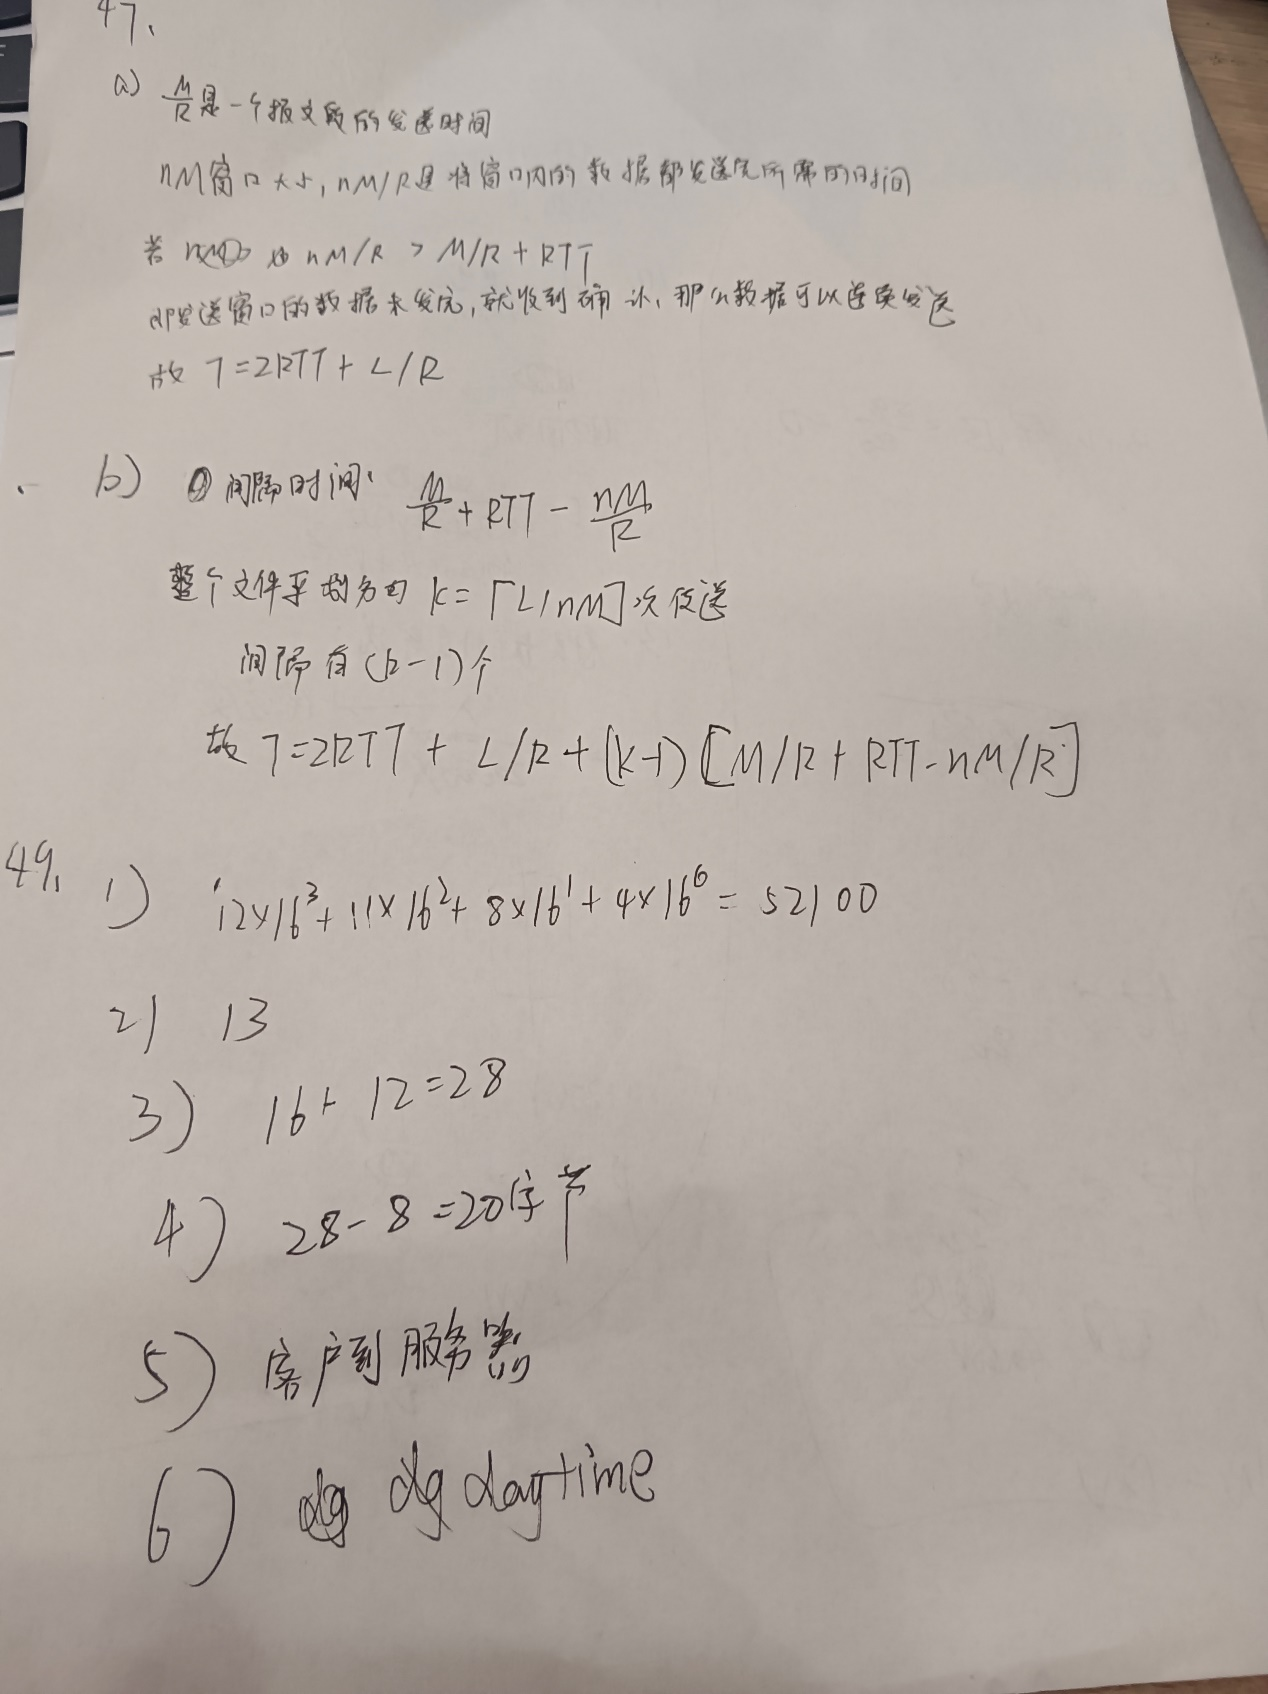 47.
a) M/R是一个报文段的发送时间
nM窗口大小, nM/R是将窗口内的数据都发送完所需的时间
若 nM/R > M/R + RTT
即发送窗口的数据未发完, 就收到确认, 那么数据可以连续发送
故 T=2RTT + L/R
b) 间隔时间: M/R + RTT - nM/R
整个文件平均分为 k=⌈L/nM⌉次传送
间隔有(k-1)个
故 T=2RTT + L/R + (k-1)[M/R + RTT-nM/R]
49. 1) 12×16³+11×16²+8×16¹+4×16⁰=52100
2) 13
3) 16+12=28
4) 28-8=20字节
5) 客户到服务器
6) daytime